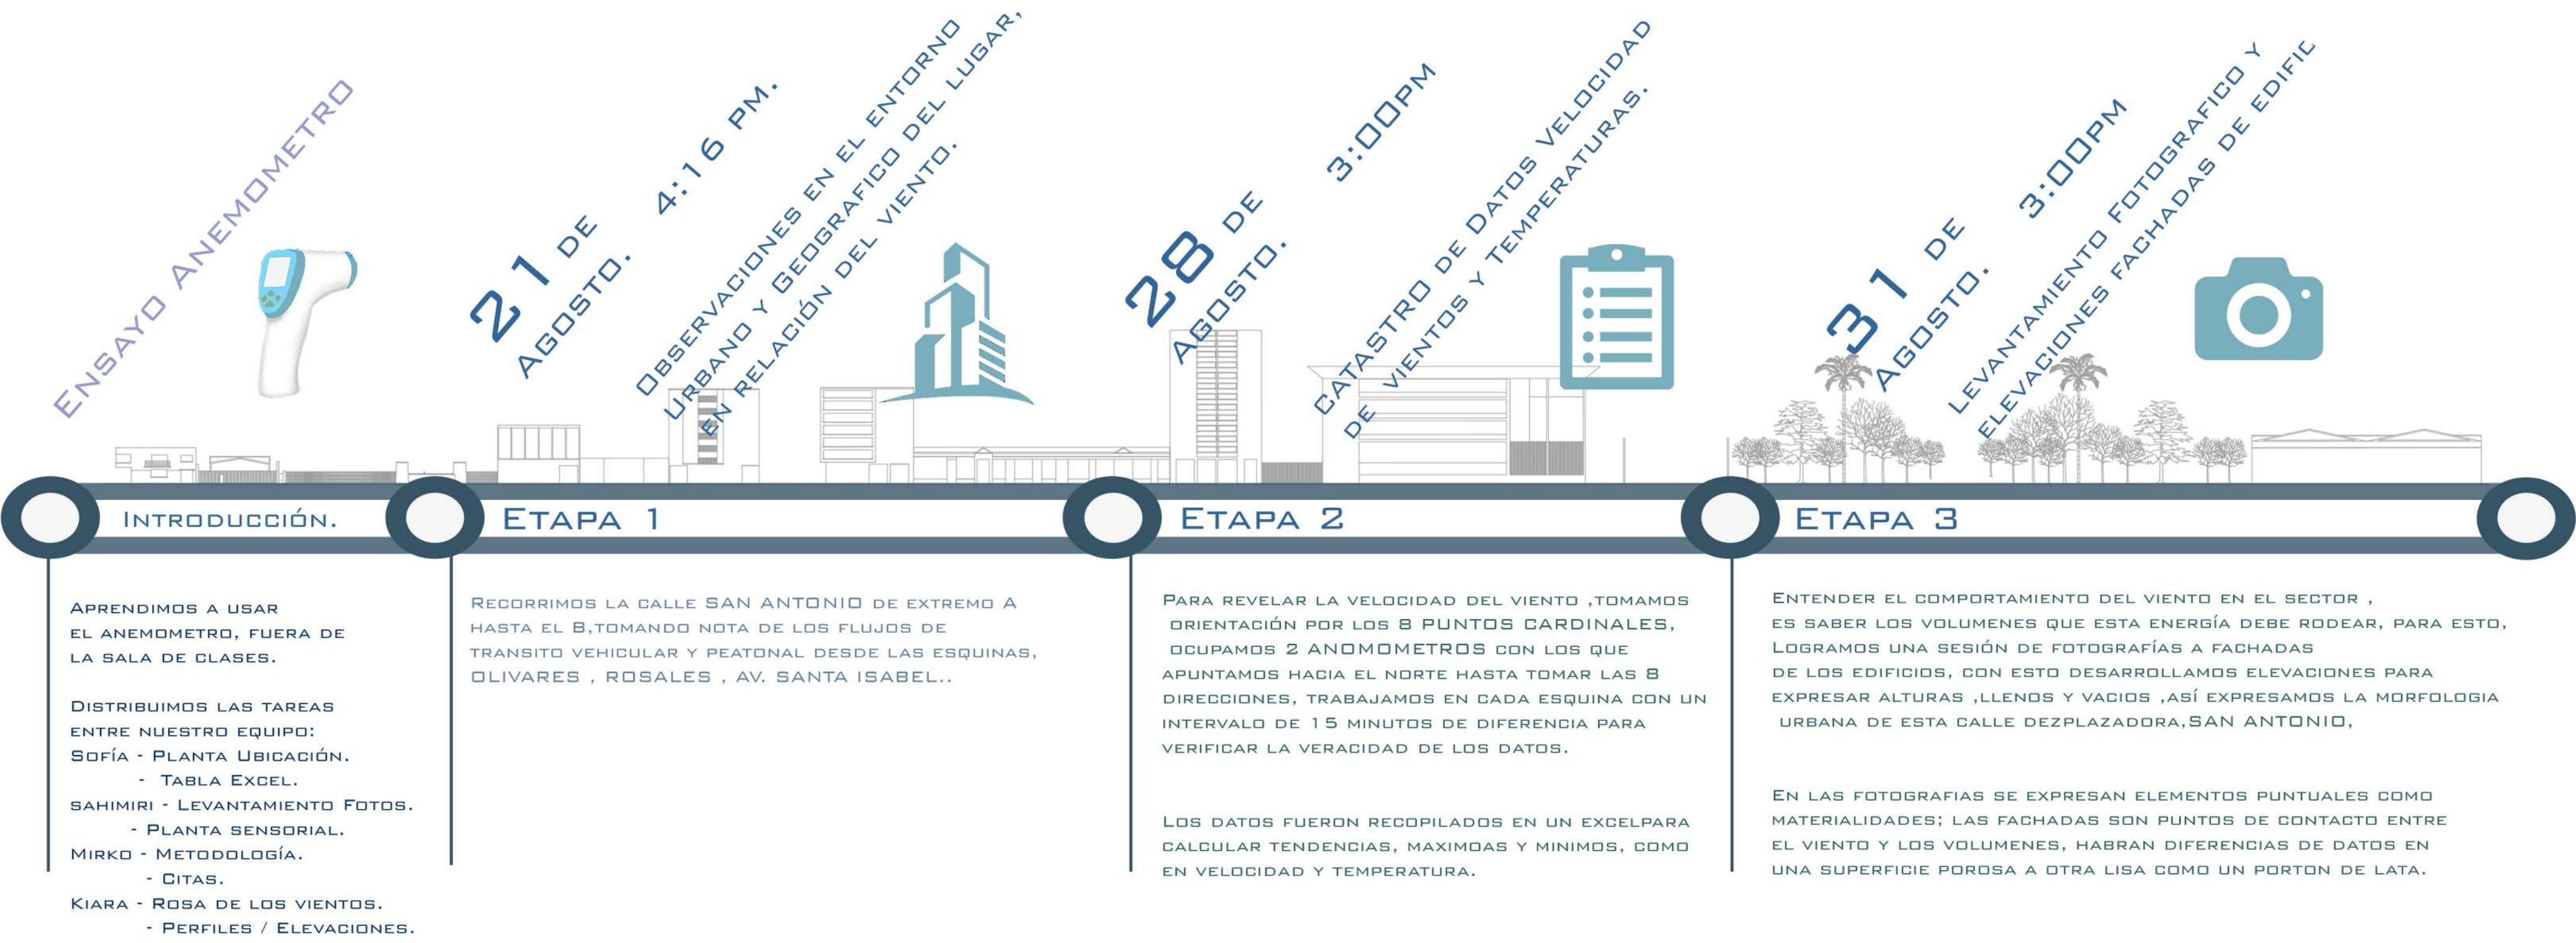 Ensayo Anemometro
21 de
Agosto.
4:16 pm.
Observaciones en el entorno
Urbano y Geografico del lugar,
en relación del viento.
28 de
Agosto.
3:00pm
Catastro de Datos Velocidad
de Vientos y Temperaturas.
31 de
Agosto.
3:00pm
Levantamiento Fotografico y
elevaciones fachadas de edific
Introducción.
Etapa 1
Etapa 2
Etapa 3
Aprendimos a usar
el anemometro, fuera de
la sala de clases.
Distribuimos las tareas
entre nuestro equipo:
Sofía - Planta Ubicación.
- Tabla Excel.
sahimiri - Levantamiento Fotos.
- Planta sensorial.
Mirko - Metodología.
- Citas.
Kiara - Rosa de los vientos.
- Perfiles / Elevaciones.
Recorrimos la calle SAN ANTONIO de extremo A
hasta el B,tomando nota de los flujos de
transito vehicular y peatonal desde las esquinas,
Olivares , Rosales , Av. Santa Isabel..
Para revelar la velocidad del viento ,tomamos
orientación por los 8 puntos cardinales,
ocupamos 2 anomometros con los que
apuntamos hacia el norte hasta tomar las 8
direcciones, trabajamos en cada esquina con un
intervalo de 15 minutos de diferencia para
verificar la veracidad de los datos.
Los datos fueron recopilados en un excelpara
calcular tendencias, maximoas y minimos, como
en velocidad y temperatura.
Entender el comportamiento del viento en el sector ,
es saber los volumenes que esta energía debe rodear, para esto,
Logramos una sesión de fotografías a fachadas
de los edificios, con esto desarrollamos elevaciones para
expresar alturas ,llenos y vacios ,así expresamos la morfologia
urbana de esta calle dezplazadora,SAN ANTONIO,
En las fotografias se expresan elementos puntuales como
materialidades; las fachadas son puntos de contacto entre
el viento y los volumenes, habran diferencias de datos en
una superficie porosa a otra lisa como un porton de lata.